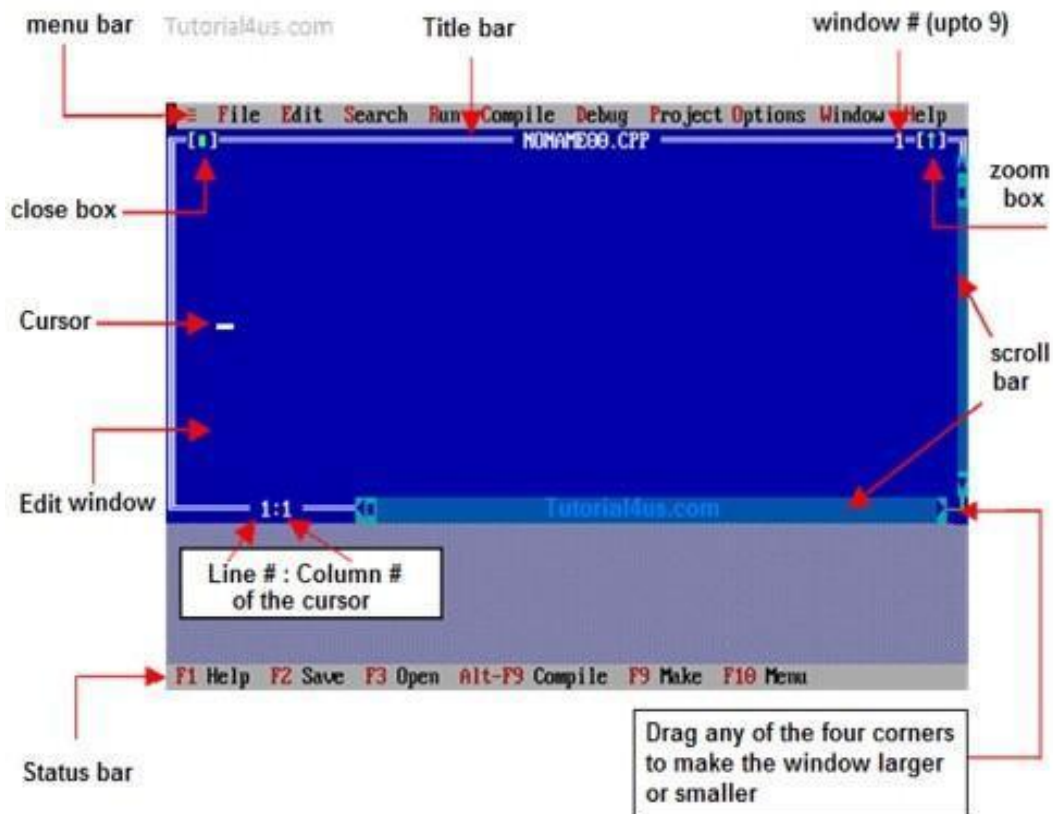 menu bar
Tutorial4us.com
Title bar
window # (upto 9)
≡ File Edit Search Run Compile Debug Project Options Window Help
[■] NONAME00.CPP 1 [↑]
close box
zoom
box
Cursor
scroll
bar
Edit window
1:1
Tutorial4us.com
Line # : Column #
of the cursor
F1 Help F2 Save F3 Open Alt-F9 Compile F9 Make F10 Menu
Status bar
Drag any of the four corners
to make the window larger
or smaller